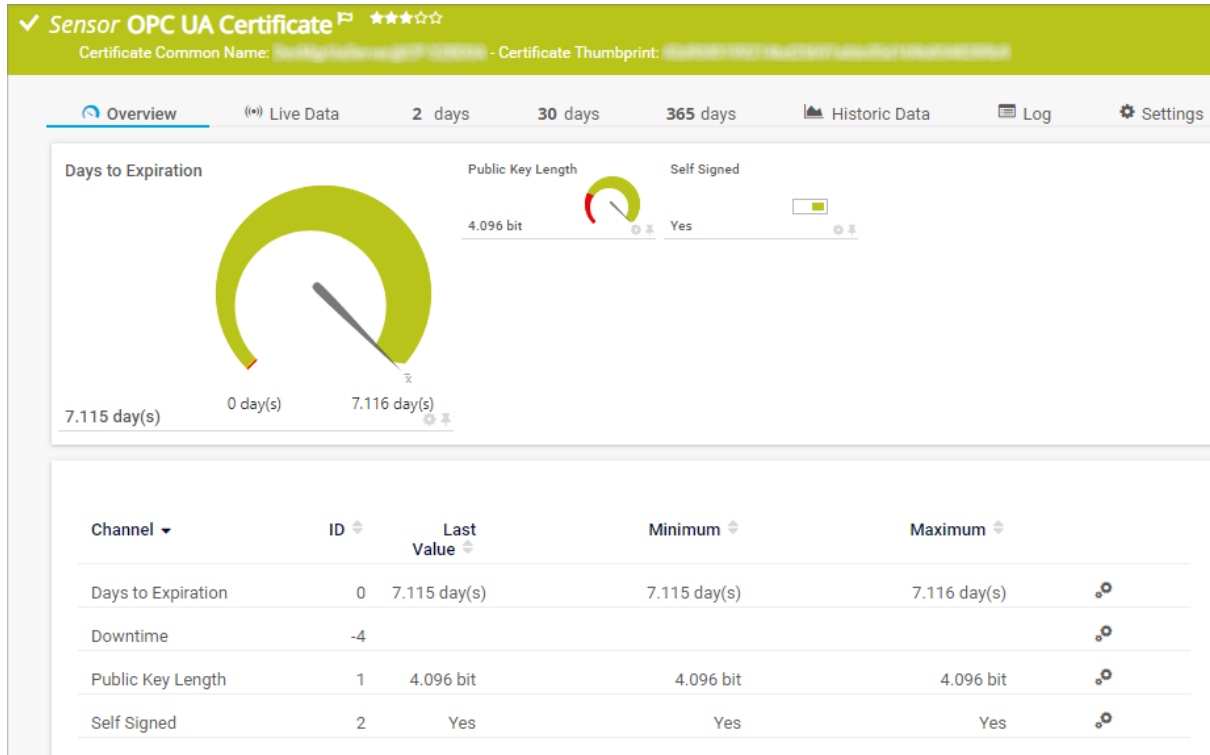 Sensor OPC UA Certificate
Certificate Common Name: - Certificate Thumbprint:
Overview Live Data 2 days 30 days 365 days Historic Data Log Settings
Days to Expiration
7.115 day(s)
0 day(s)
7.116 day(s)
x
Public Key Length
4.096 bit
Self Signed
Yes
Channel ID Last Value Minimum Maximum
Days to Expiration 0 7.115 day(s) 7.115 day(s) 7.116 day(s)
Downtime -4
Public Key Length 1 4.096 bit 4.096 bit 4.096 bit
Self Signed 2 Yes Yes Yes